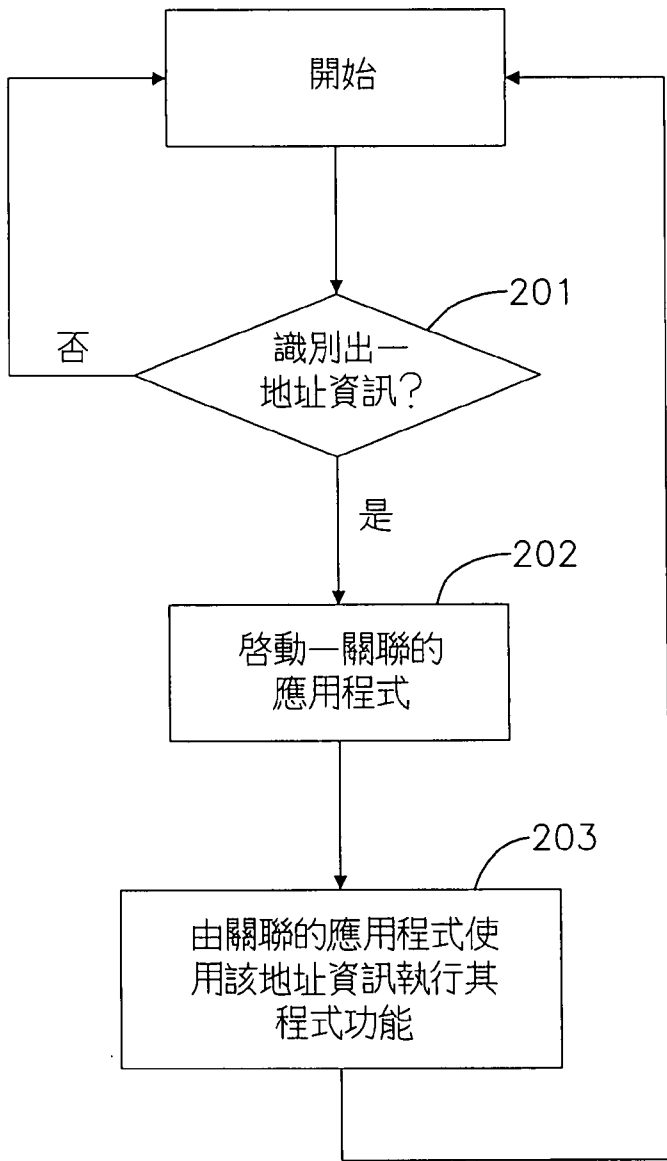 開始
201
識別出一
地址資訊?
否
是
202
啓動一關聯的
應用程式
203
由關聯的應用程式使
用該地址資訊執行其
程式功能